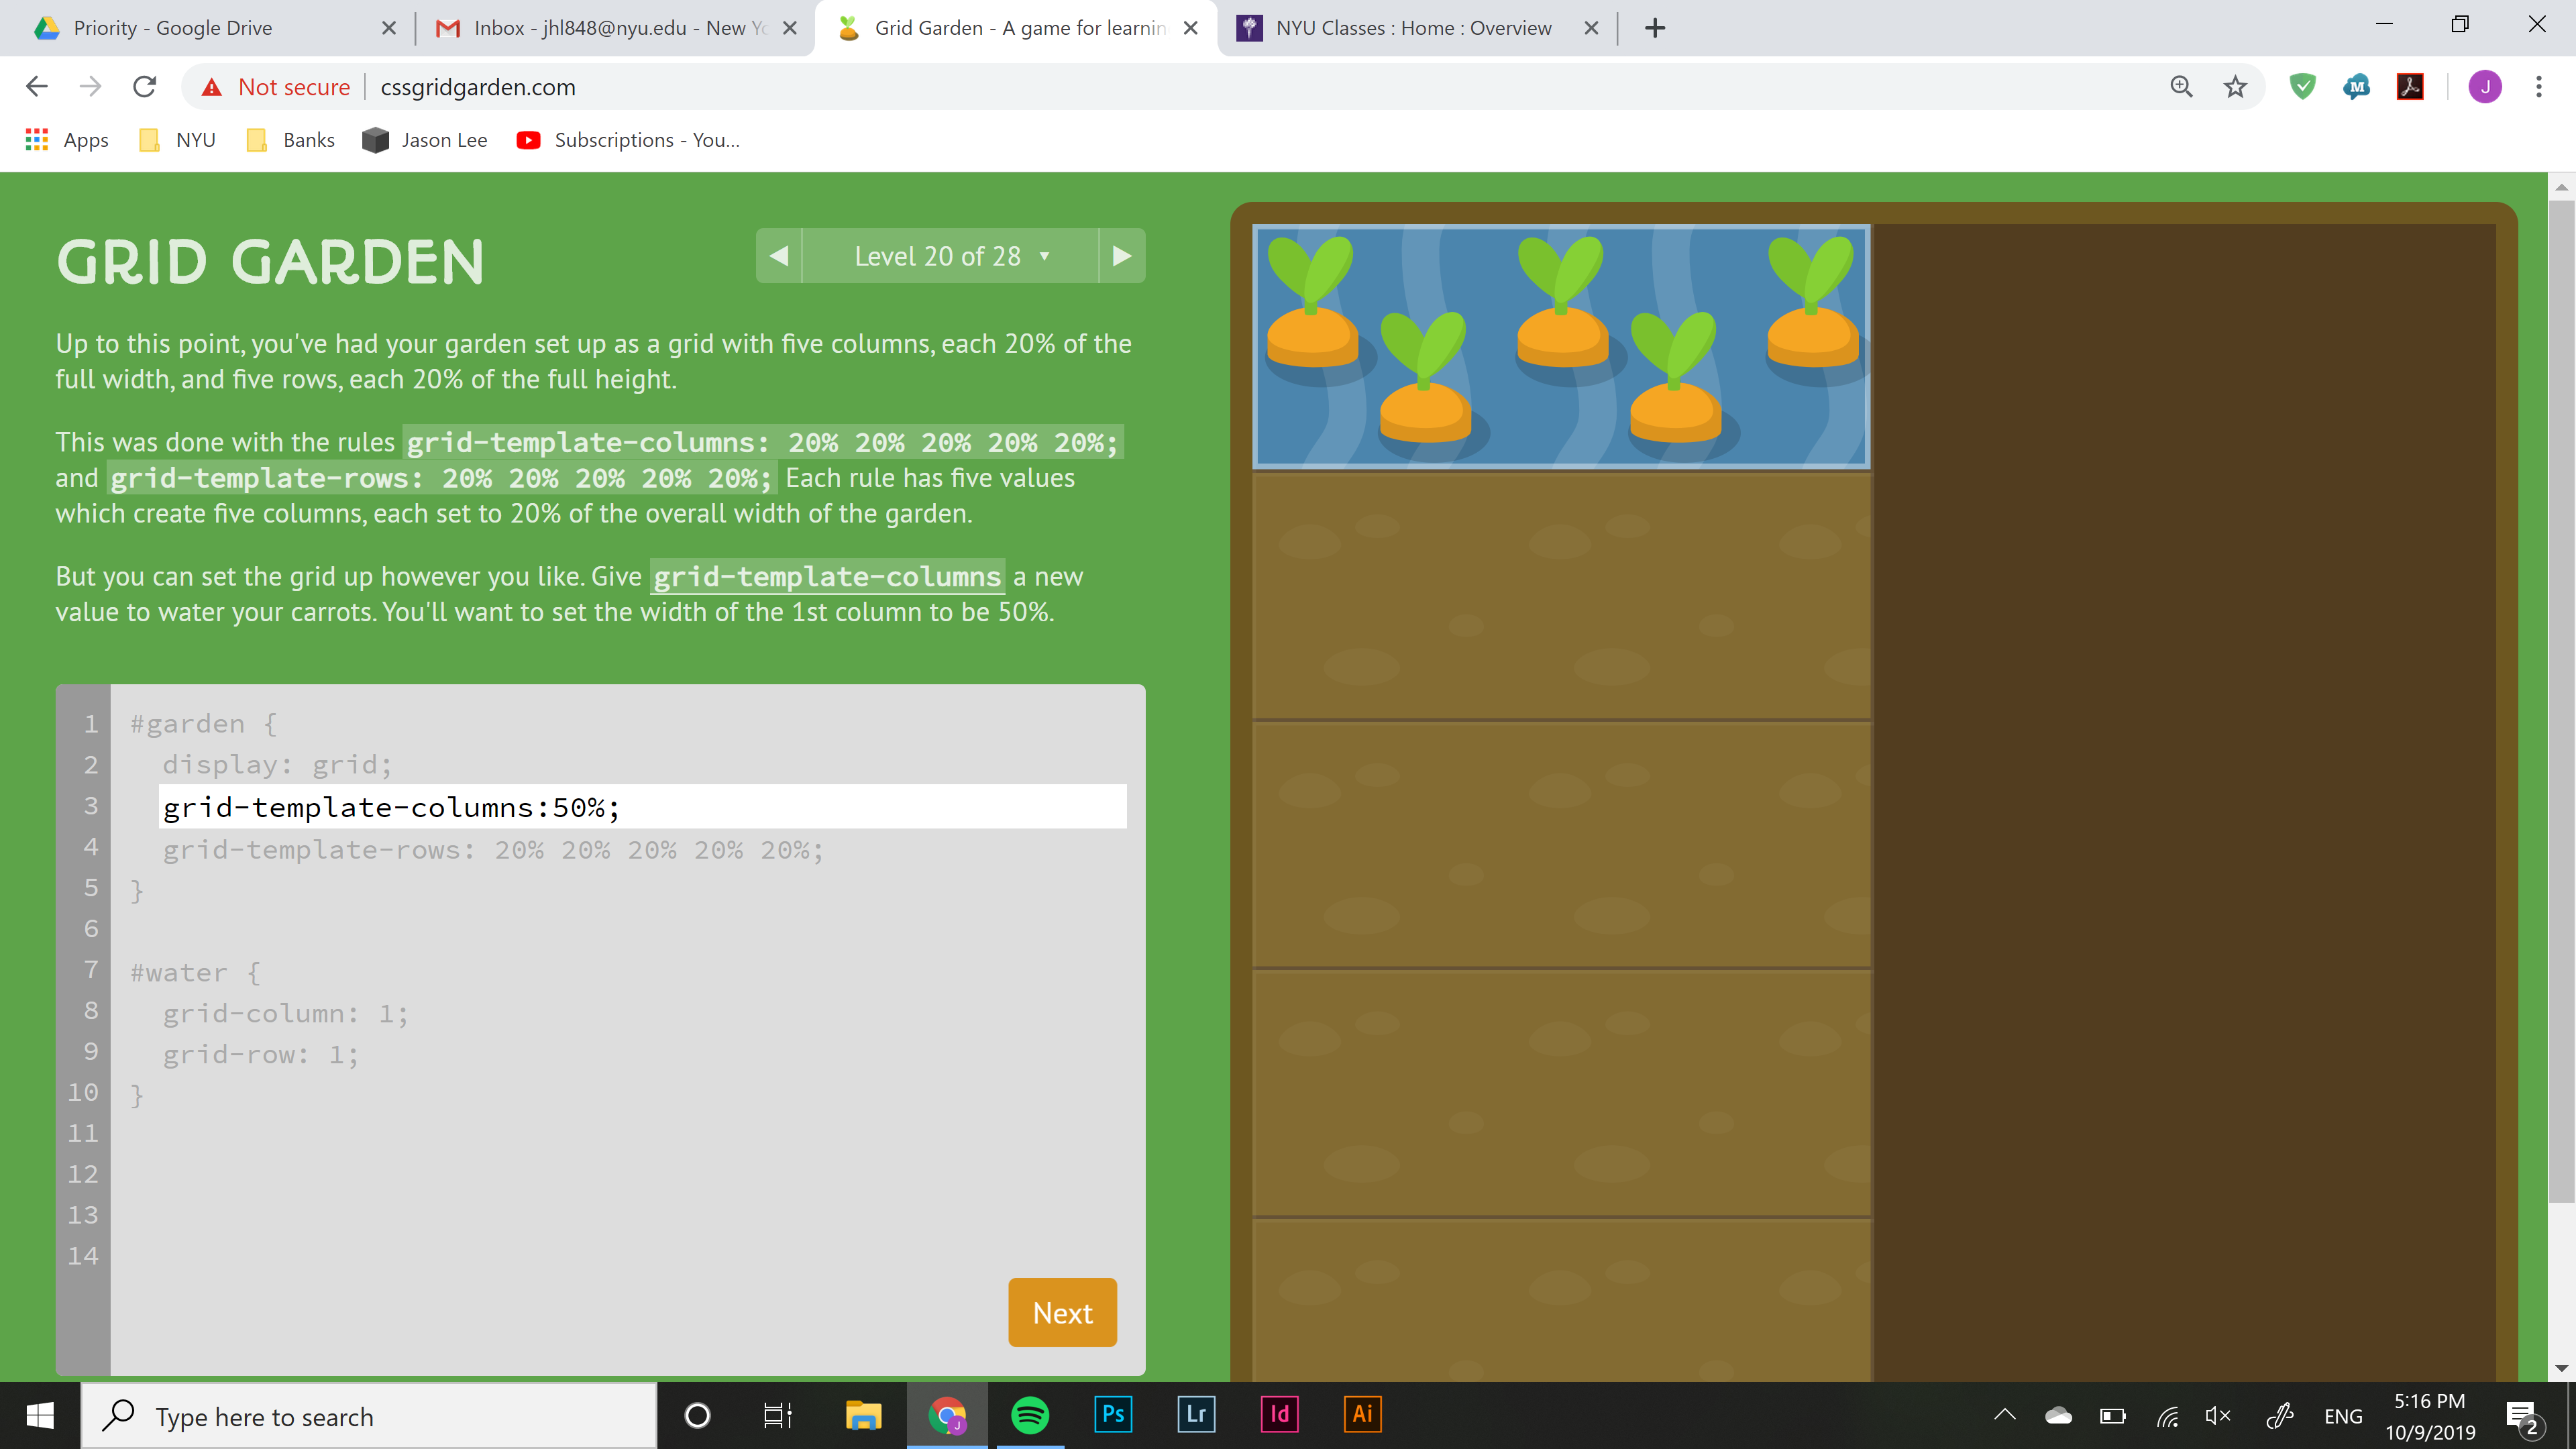 Priority - Google Drive
Inbox - jhl848@nyu.edu - New Yo
Grid Garden - A game for learnin
NYU Classes : Home : Overview
Not secure
cssgridgarden.com
M
J
Apps
NYU
Banks
Jason Lee
Subscriptions - You...
GRID GARDEN
Level 20 of 28
Up to this point, you've had your garden set up as a grid with five columns, each 20% of the
full width, and five rows, each 20% of the full height.
This was done with the rules grid-template-columns: 20% 20% 20% 20% 20%;
and grid-template-rows: 20% 20% 20% 20% 20%; Each rule has five values
which create five columns, each set to 20% of the overall width of the garden.
But you can set the grid up however you like. Give grid-template-columns a new
value to water your carrots. You'll want to set the width of the 1st column to be 50%.
1 #garden {
2 display: grid;
3 grid-template-columns:50%;
4 grid-template-rows: 20% 20% 20% 20% 20%;
5 }
6
7 #water {
8 grid-column: 1;
9 grid-row: 1;
10 }
11
12
13
14
Next
Type here to search
J
Ps
Lr
Id
Ai
ENG
5:16 PM
10/9/2019
2